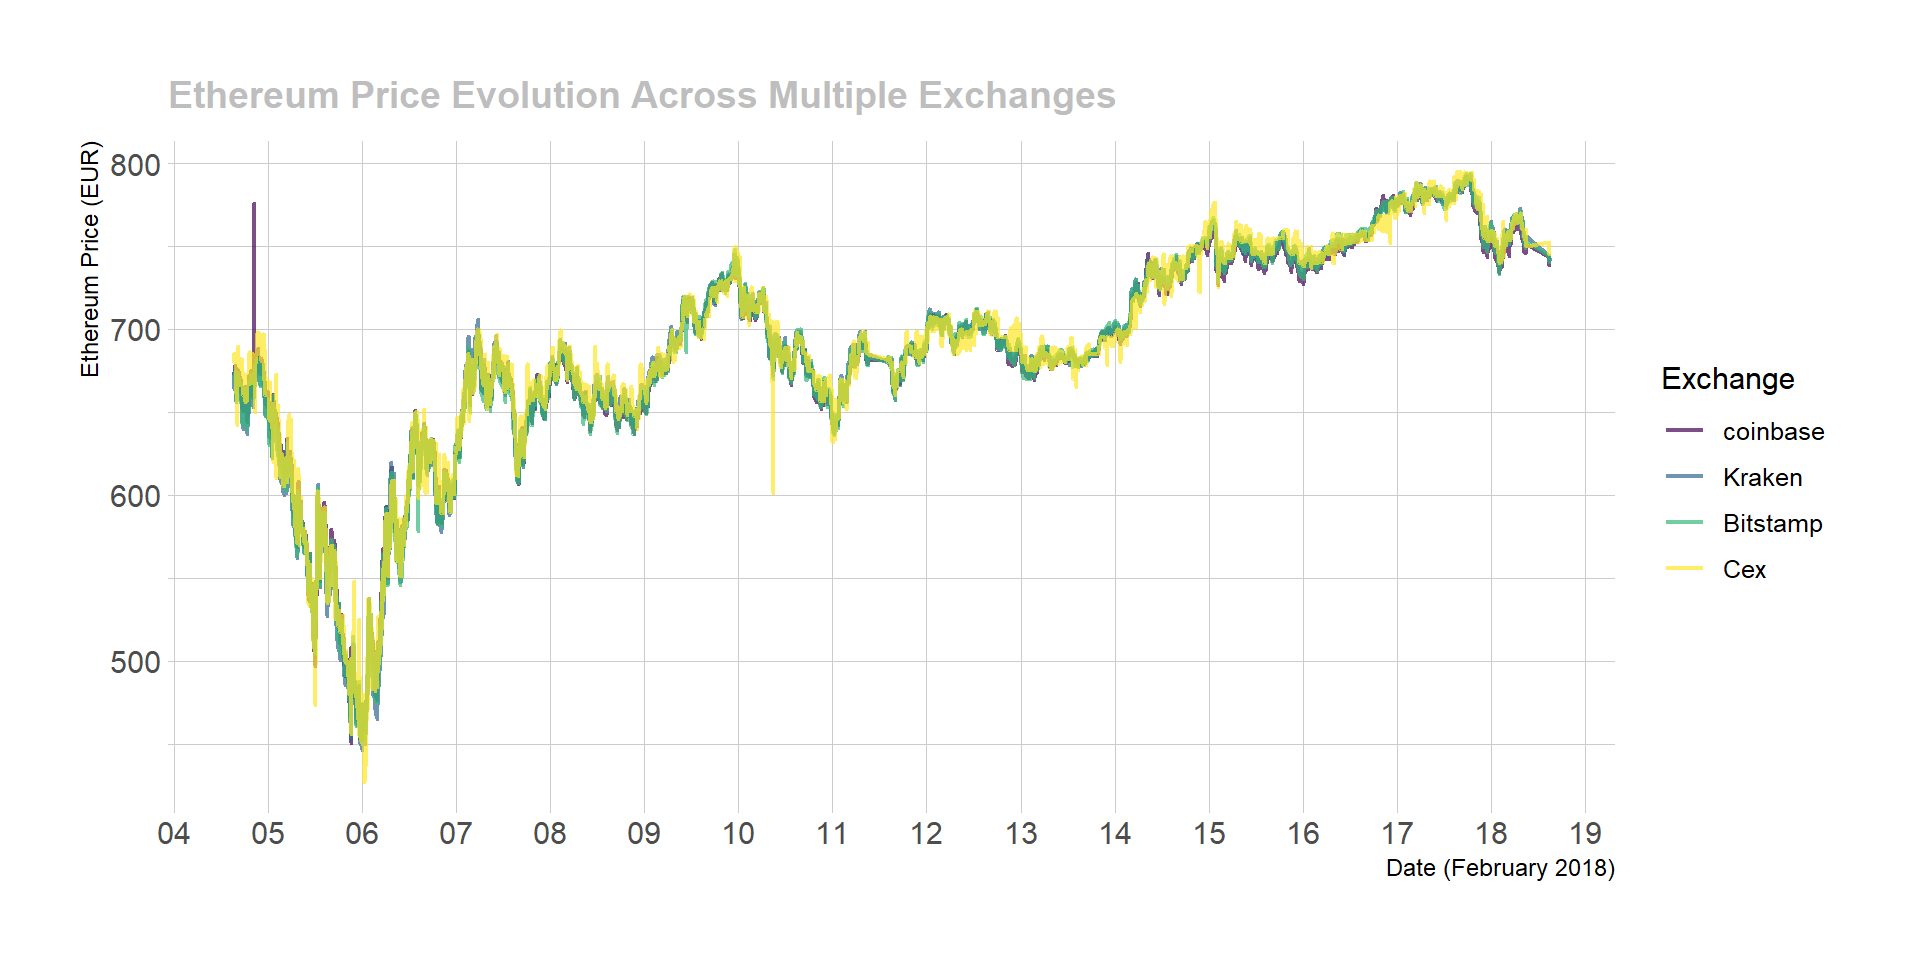 Ethereum Price Evolution Across Multiple Exchanges
Ethereum Price (EUR)
800
700
600
500
04 05 06 07 08 09 10 11 12 13 14 15 16 17 18 19
Date (February 2018)
Exchange
coinbase
Kraken
Bitstamp
Cex